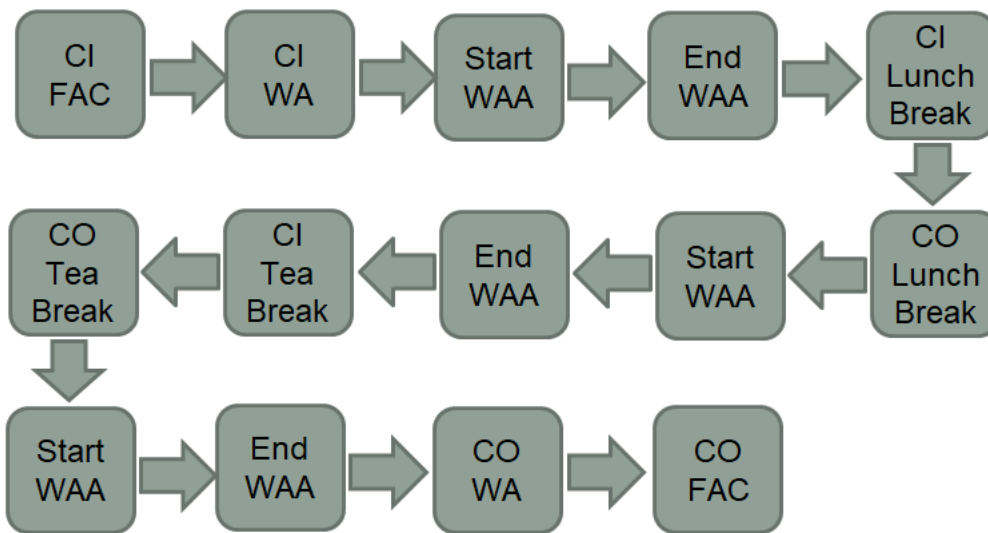 CI
FAC
CI
WA
Start
WAA
End
WAA
CI
Lunch
Break
CO
Lunch
Break
Start
WAA
End
WAA
CI
Tea
Break
CO
Tea
Break
Start
WAA
End
WAA
CO
WA
CO
FAC